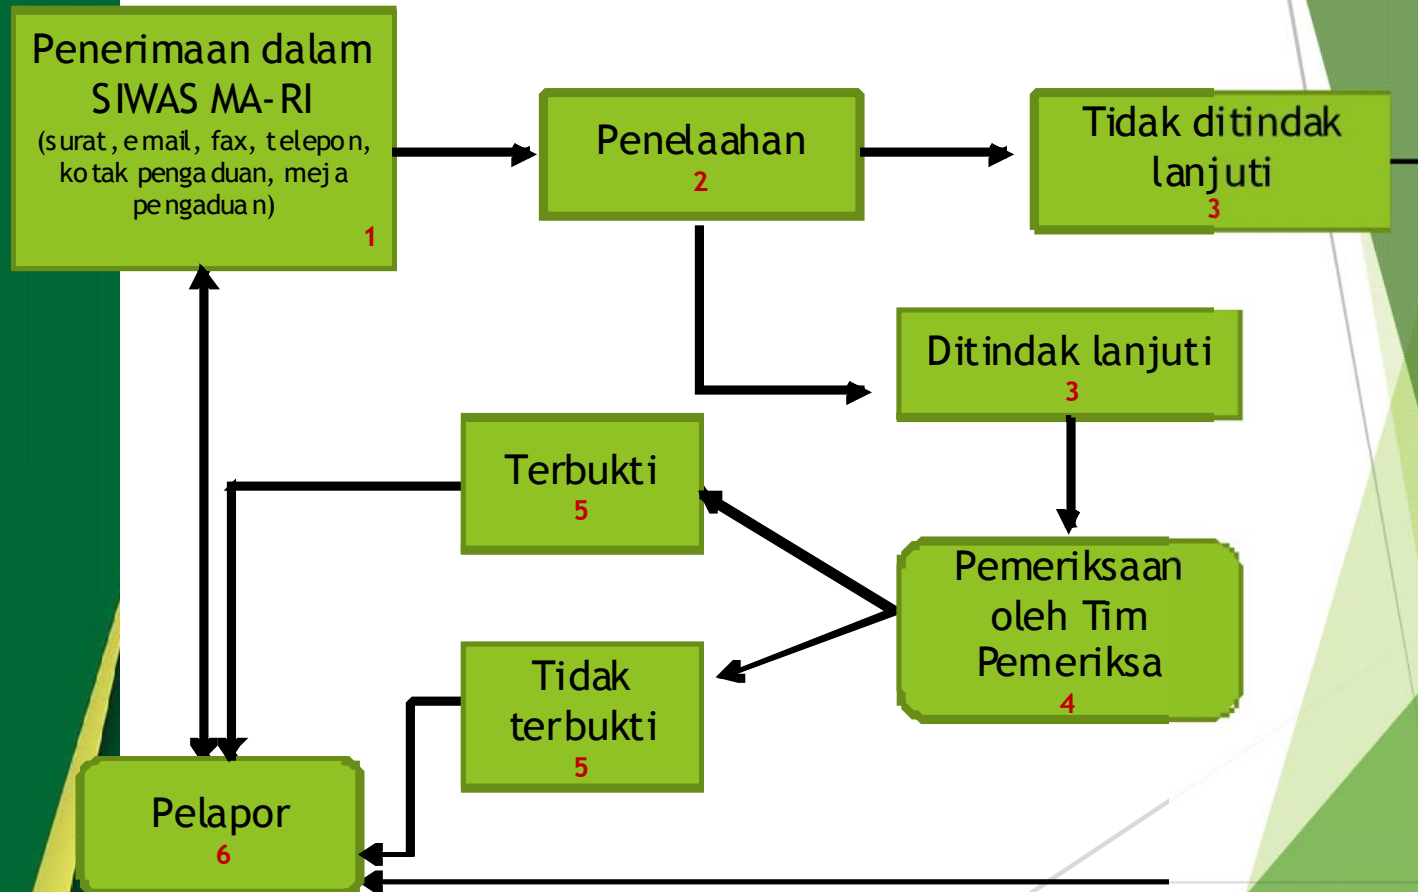 Penerimaan dalam
SIWAS MA-RI
(surat, email, fax, telepon,
kotak pengaduan, meja
pengaduan)
1
Penelaahan
2
Tidak ditindak
lanjuti
3
Ditindak lanjuti
3
Pemeriksaan
oleh Tim
Pemeriksa
4
Terbukti
5
Tidak
terbukti
5
Pelapor
6